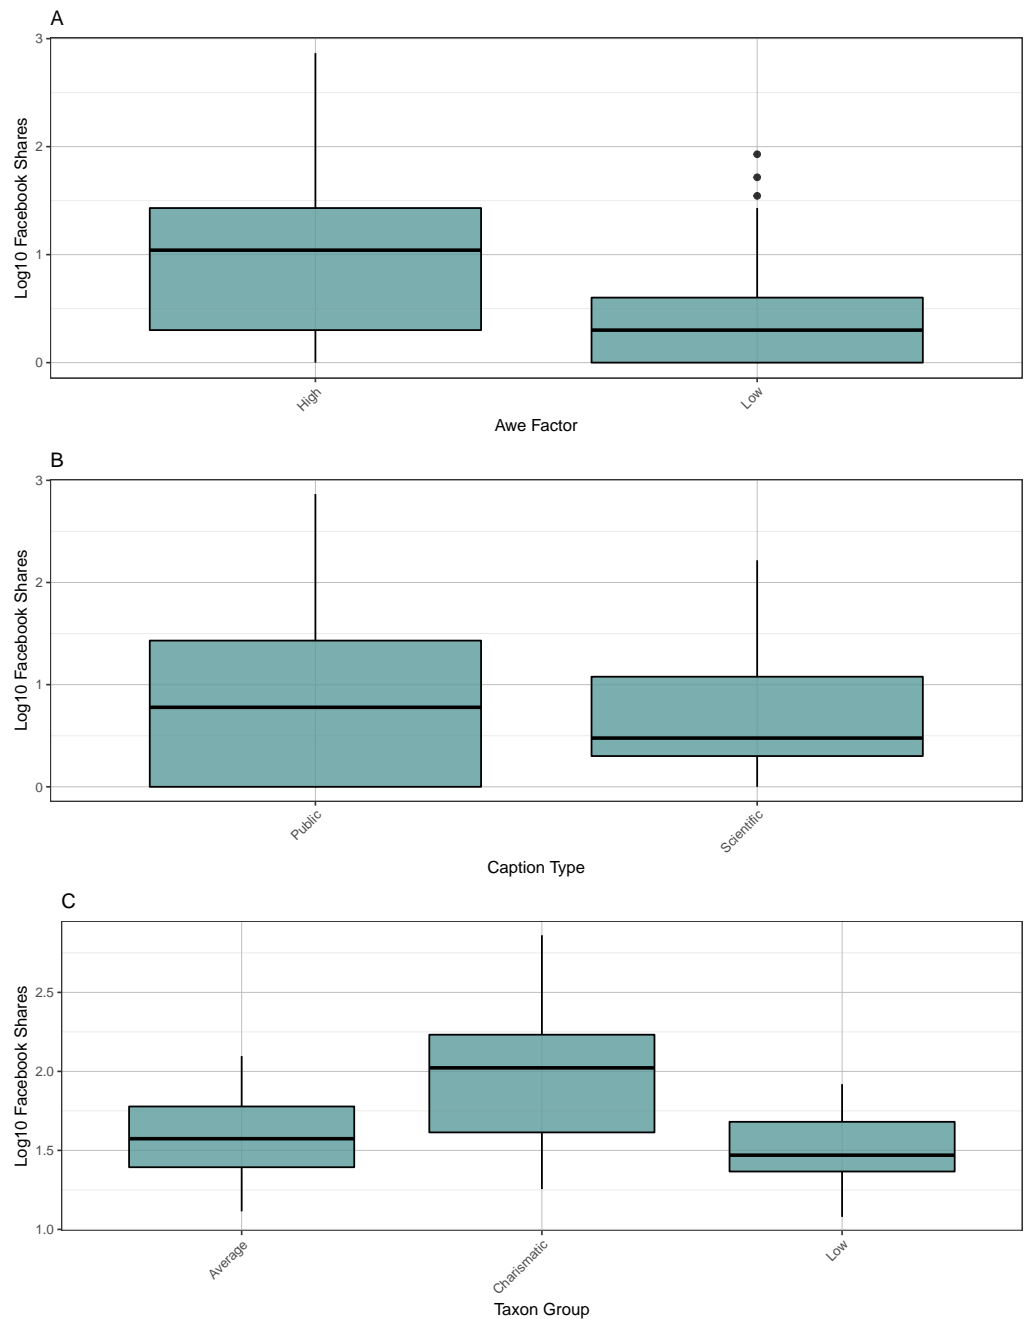 A
Log10 Facebook Shares
3
2
1
0
High
Low
Awe Factor
B
Log10 Facebook Shares
3
2
1
0
Public
Scientific
Caption Type
C
Log10 Facebook Shares
2.5
2.0
1.5
1.0
Average
Charismatic
Low
Taxon Group